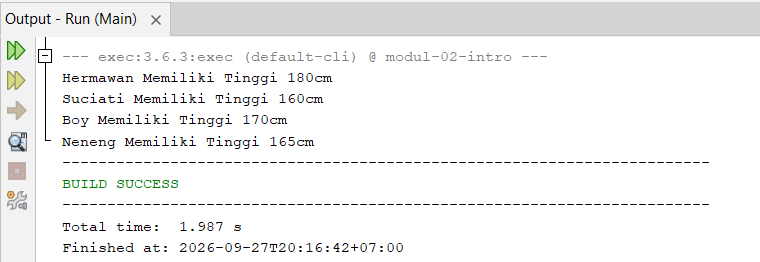 Output - Run (Main) ×
--- exec:3.6.3:exec (default-cli) @ modul-02-intro ---
Hermawan Memiliki Tinggi 180cm
Suciati Memiliki Tinggi 160cm
Boy Memiliki Tinggi 170cm
Neneng Memiliki Tinggi 165cm
------------------------------------------------------------------------
BUILD SUCCESS
------------------------------------------------------------------------
Total time:  1.987 s
Finished at: 2026-09-27T20:16:42+07:00